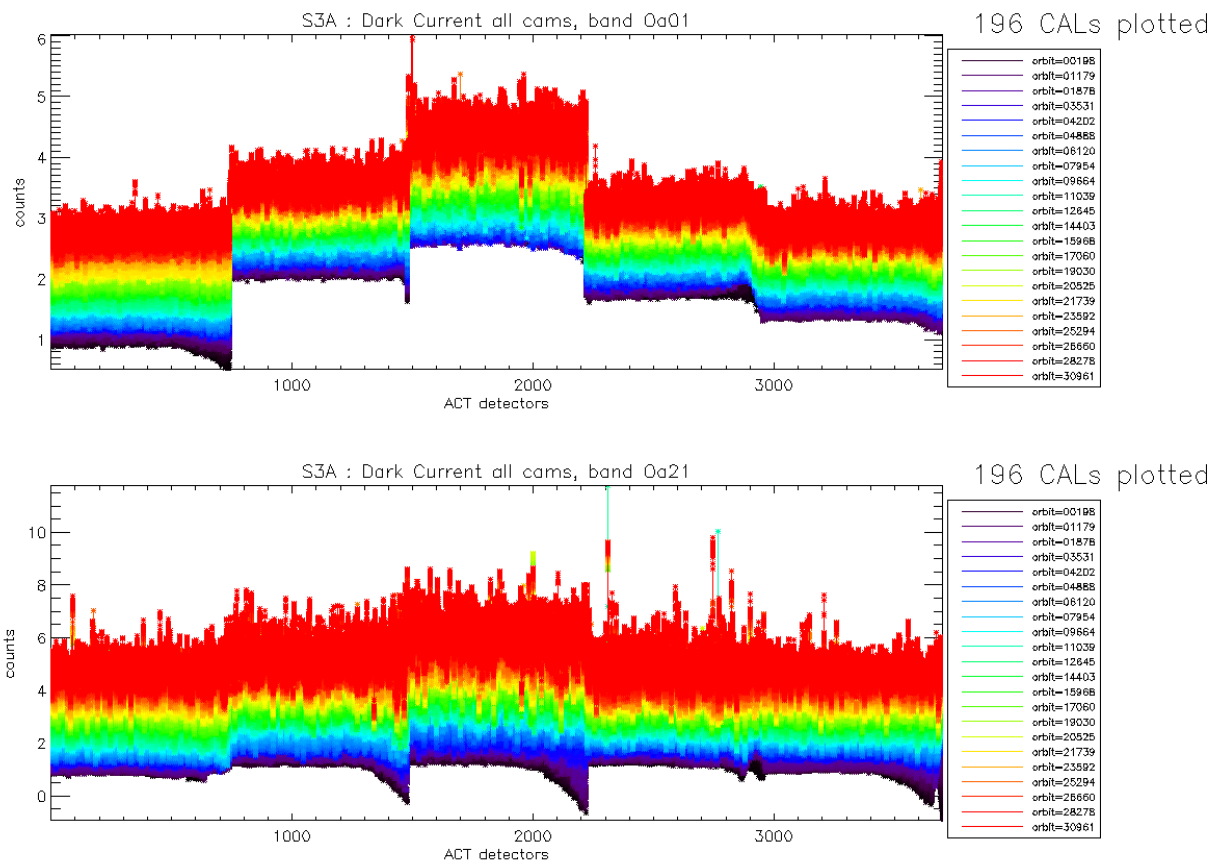 S3A : Dark Current all cams, band Oa01
196 CALs plotted
6
5
4
3
2
1
counts
1000
2000
3000
ACT detectors
orbit=00198
orbit=01179
orbit=01878
orbit=03531
orbit=04202
orbit=04888
orbit=06120
orbit=07954
orbit=09664
orbit=11039
orbit=12645
orbit=14403
orbit=15968
orbit=17060
orbit=19030
orbit=20525
orbit=21739
orbit=23592
orbit=25294
orbit=26660
orbit=28278
orbit=30961
S3A : Dark Current all cams, band Oa21
196 CALs plotted
10
8
6
4
2
0
counts
1000
2000
3000
ACT detectors
orbit=00198
orbit=01179
orbit=01878
orbit=03531
orbit=04202
orbit=04888
orbit=06120
orbit=07954
orbit=09664
orbit=11039
orbit=12645
orbit=14403
orbit=15968
orbit=17060
orbit=19030
orbit=20525
orbit=21739
orbit=23592
orbit=25294
orbit=26660
orbit=28278
orbit=30961